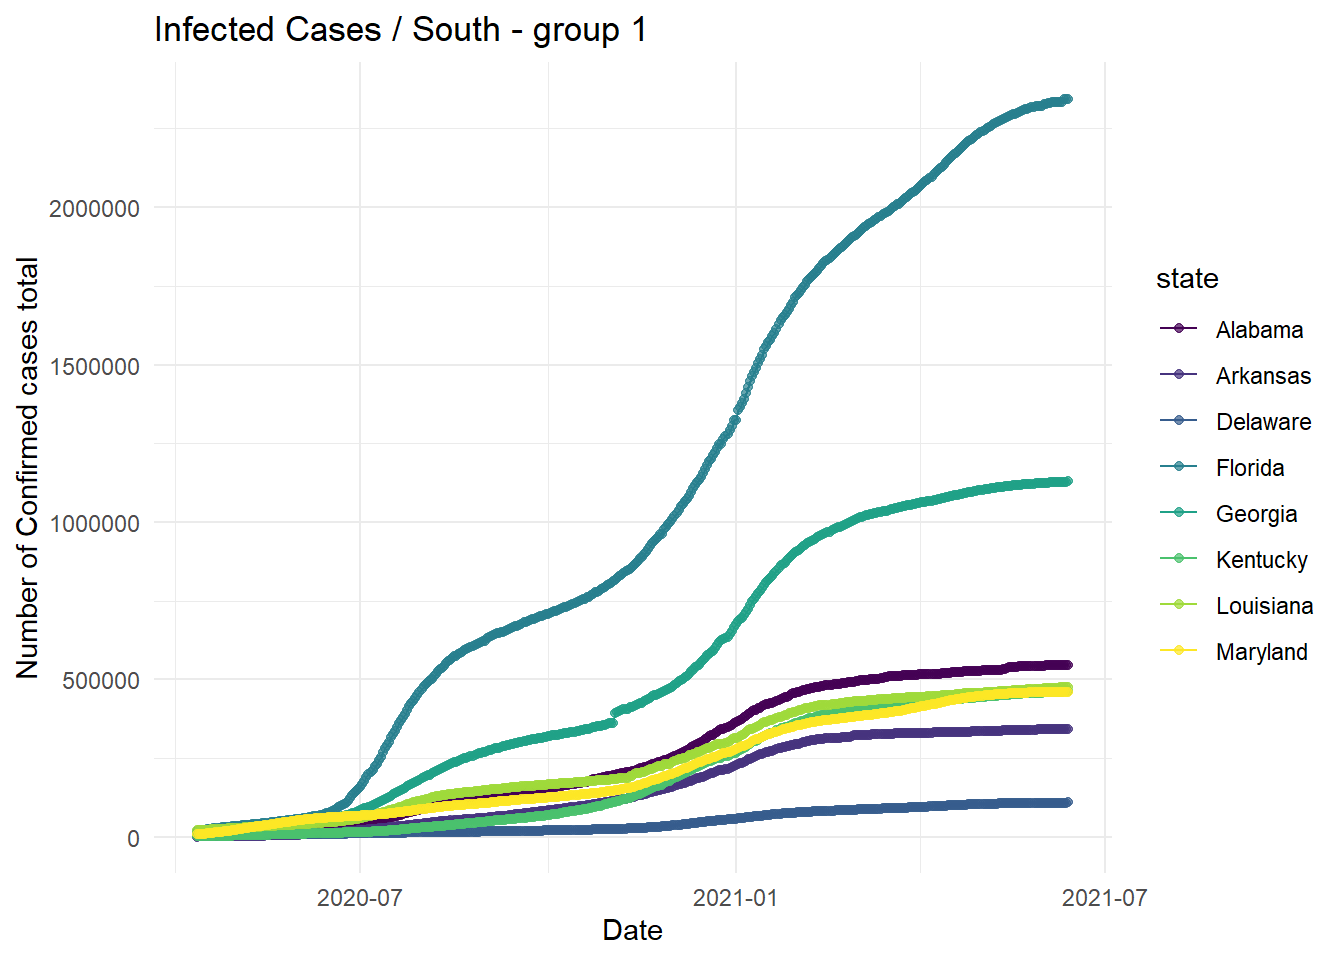 Infected Cases / South - group 1
Number of Confirmed cases total
2000000
1500000
1000000
500000
0
2020-07
2021-01
2021-07
Date
state
Alabama
Arkansas
Delaware
Florida
Georgia
Kentucky
Louisiana
Maryland